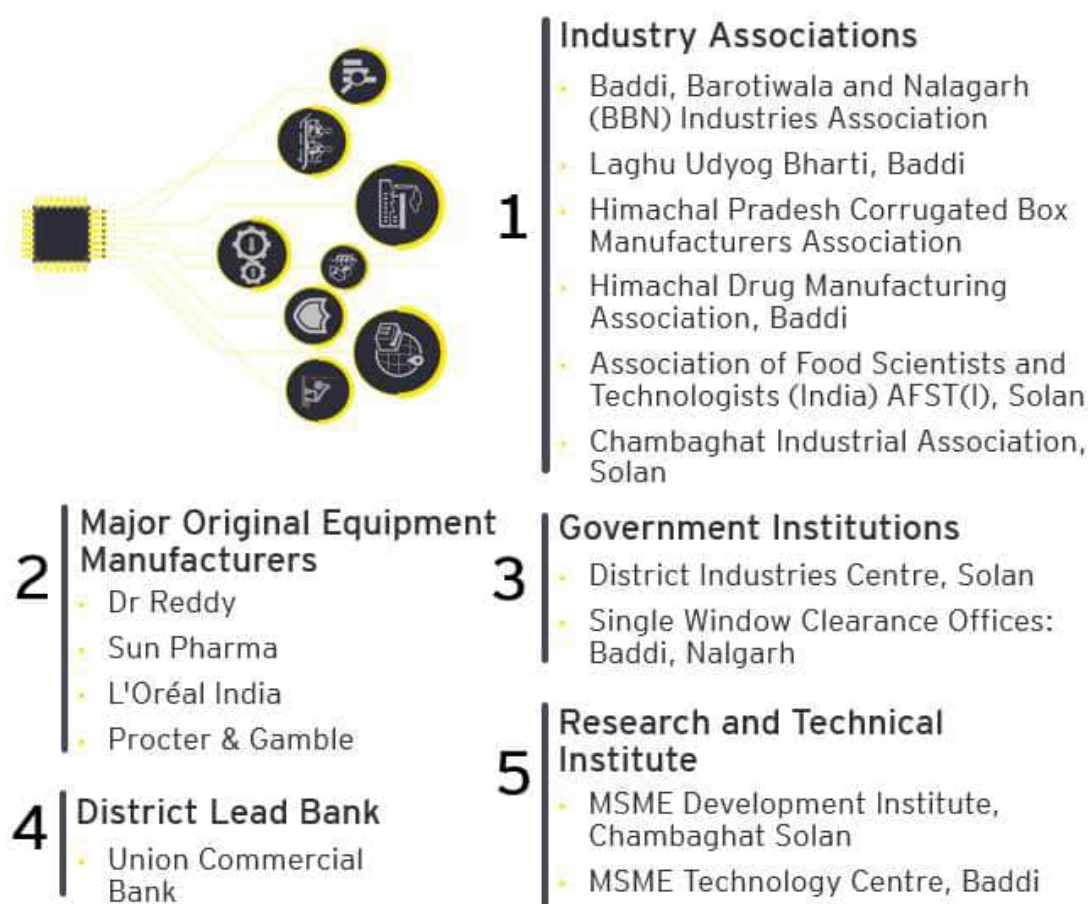 1
Industry Associations
Baddi, Barotiwala and Nalagarh
(BBN) Industries Association
Laghu Udyog Bharti, Baddi
Himachal Pradesh Corrugated Box
Manufacturers Association
Himachal Drug Manufacturing
Association, Baddi
Association of Food Scientists and
Technologists (India) AFST(I), Solan
Chambaghat Industrial Association,
Solan
2
Major Original Equipment
Manufacturers
Dr Reddy
Sun Pharma
L'Oréal India
Procter & Gamble
3
Government Institutions
District Industries Centre, Solan
Single Window Clearance Offices:
Baddi, Nalgarh
4
District Lead Bank
Union Commercial
Bank
5
Research and Technical
Institute
MSME Development Institute,
Chambaghat Solan
MSME Technology Centre, Baddi